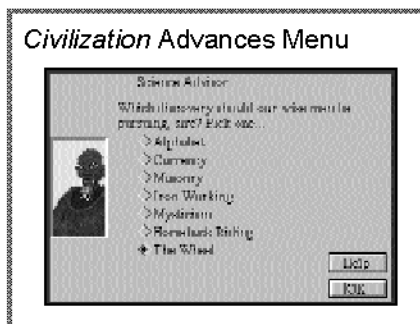 Civilization Advances Menu
Science Advisor
Which discovery should our wise men be
pursuing, sire? Pick one...
Alphabet
Currency
Masonry
Iron Working
Mysticism
Horseback Riding
The Wheel
Help
OK